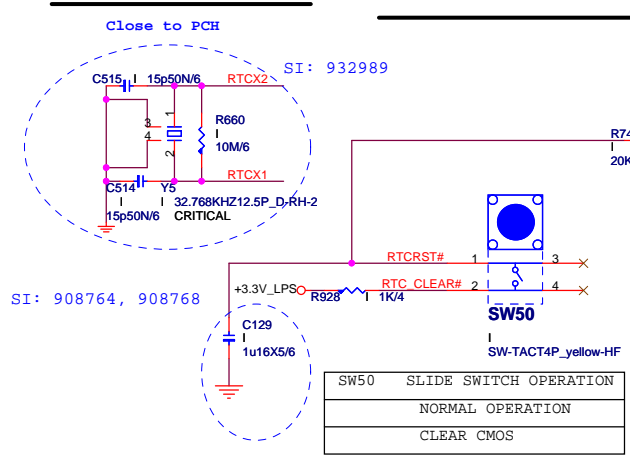 Close to PCH
SI: 932989
C515
15p50N/6
RTCX2
1
3
4
2
R660
10M/6
RTCX1
C514
15p50N/6
Y5
32.768KHZ12.5P_D-RH-2
CRITICAL
R74
20K
RTCRST#
1
3
+3.3V_LPS
RTC_CLEAR#
2
4
R928
1K/4
SI: 908764, 908768
SW50
C129
1u16X5/6
SW-TACT4P_yellow-HF
SW50 SLIDE SWITCH OPERATION
NORMAL OPERATION
CLEAR CMOS